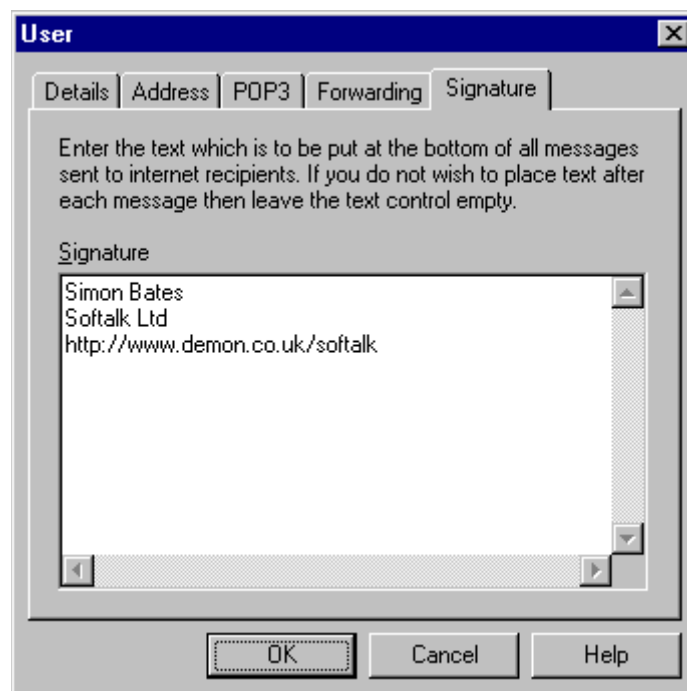 User
Details Address POP3 Forwarding Signature
Enter the text which is to be put at the bottom of all messages
sent to internet recipients. If you do not wish to place text after
each message then leave the text control empty.
Signature
Simon Bates
Softalk Ltd
http://www.demon.co.uk/softalk
OK Cancel Help